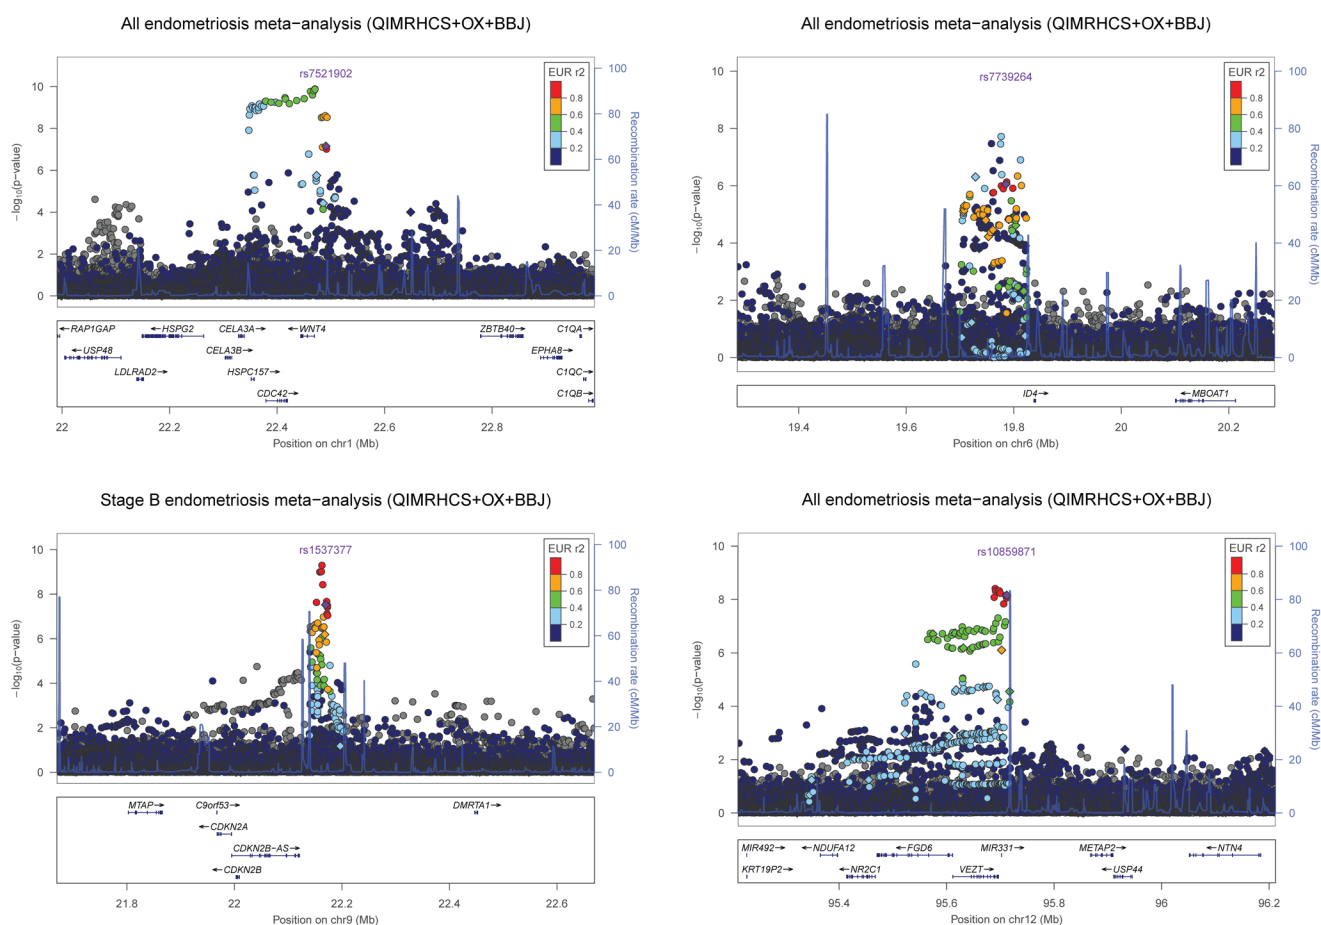 All endometriosis meta−analysis (QIMRHCS+OX+BBJ)
rs7521902
EUR r2
0.8
0.6
0.4
0.2
−log10(p−value)
10
8
6
4
2
0
Recombination rate (cM/Mb)
100
80
60
40
20
0
←RAP1GAP ←HSPG2 CELA3A→ ←WNT4 ZBTB40→ C1QA→
←USP48 CELA3B→ EPHA8→
LDLRAD2→ HSPC157→ C1QC→
CDC42→ C1QB→
22 22.2 22.4 22.6 22.8
Position on chr1 (Mb)
All endometriosis meta−analysis (QIMRHCS+OX+BBJ)
rs7739264
EUR r2
0.8
0.6
0.4
0.2
−log10(p−value)
10
8
6
4
2
0
Recombination rate (cM/Mb)
100
80
60
40
20
0
ID4→ ←MBOAT1
19.4 19.6 19.8 20 20.2
Position on chr6 (Mb)
Stage B endometriosis meta−analysis (QIMRHCS+OX+BBJ)
rs1537377
EUR r2
0.8
0.6
0.4
0.2
−log10(p−value)
10
8
6
4
2
0
Recombination rate (cM/Mb)
100
80
60
40
20
0
MTAP→ C9orf53→ DMRTA1→
←CDKN2A
CDKN2B−AS→
←CDKN2B
21.8 22 22.2 22.4 22.6
Position on chr9 (Mb)
All endometriosis meta−analysis (QIMRHCS+OX+BBJ)
rs10859871
EUR r2
0.8
0.6
0.4
0.2
−log10(p−value)
10
8
6
4
2
0
Recombination rate (cM/Mb)
100
80
60
40
20
0
MIR492→ ←NDUFA12 ←FGD6 MIR331→ METAP2→ ←NTN4
KRT19P2→ ←NR2C1 VEZT→ ←USP44
95.4 95.6 95.8 96 96.2
Position on chr12 (Mb)